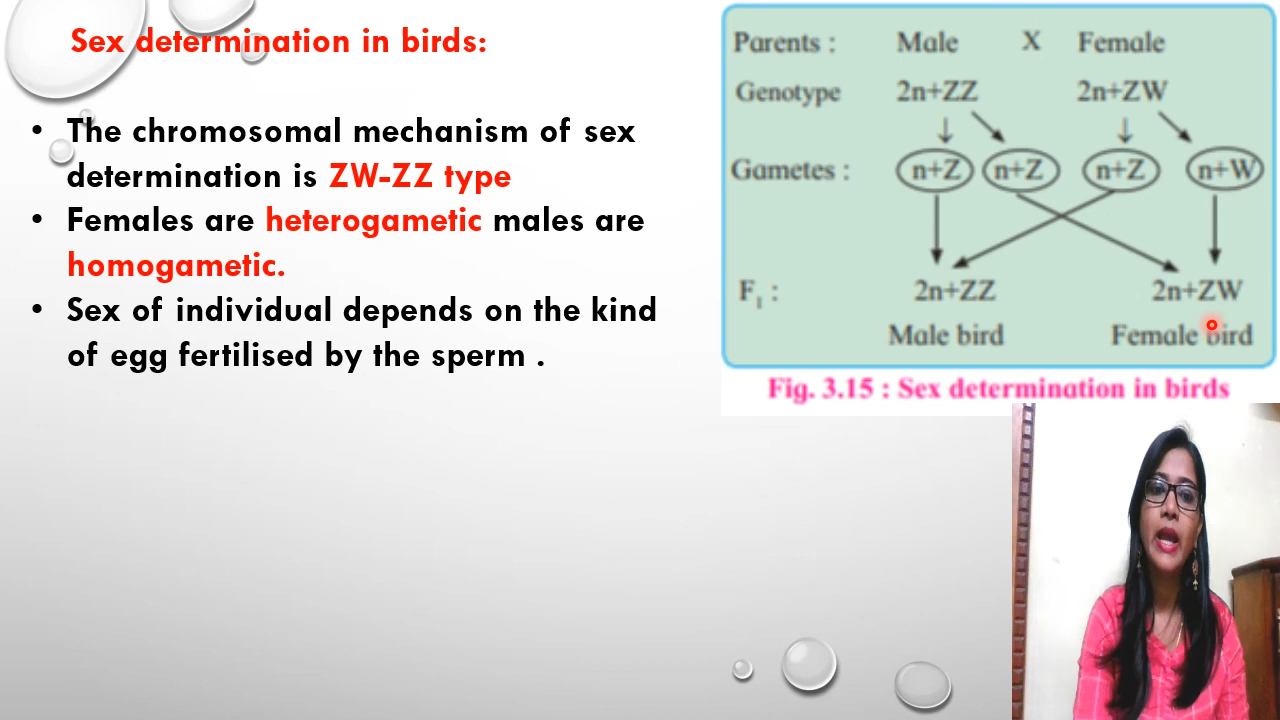 Sex determination in birds:
• The chromosomal mechanism of sex
determination is ZW-ZZ type
• Females are heterogametic males are
homogametic.
• Sex of individual depends on the kind
of egg fertilised by the sperm .
Parents : Male X Female
Genotype 2n+ZZ 2n+ZW
Gametes : n+Z n+Z n+Z n+W
F1 : 2n+ZZ 2n+ZW
Male bird Female bird
Fig. 3.15 : Sex determination in birds